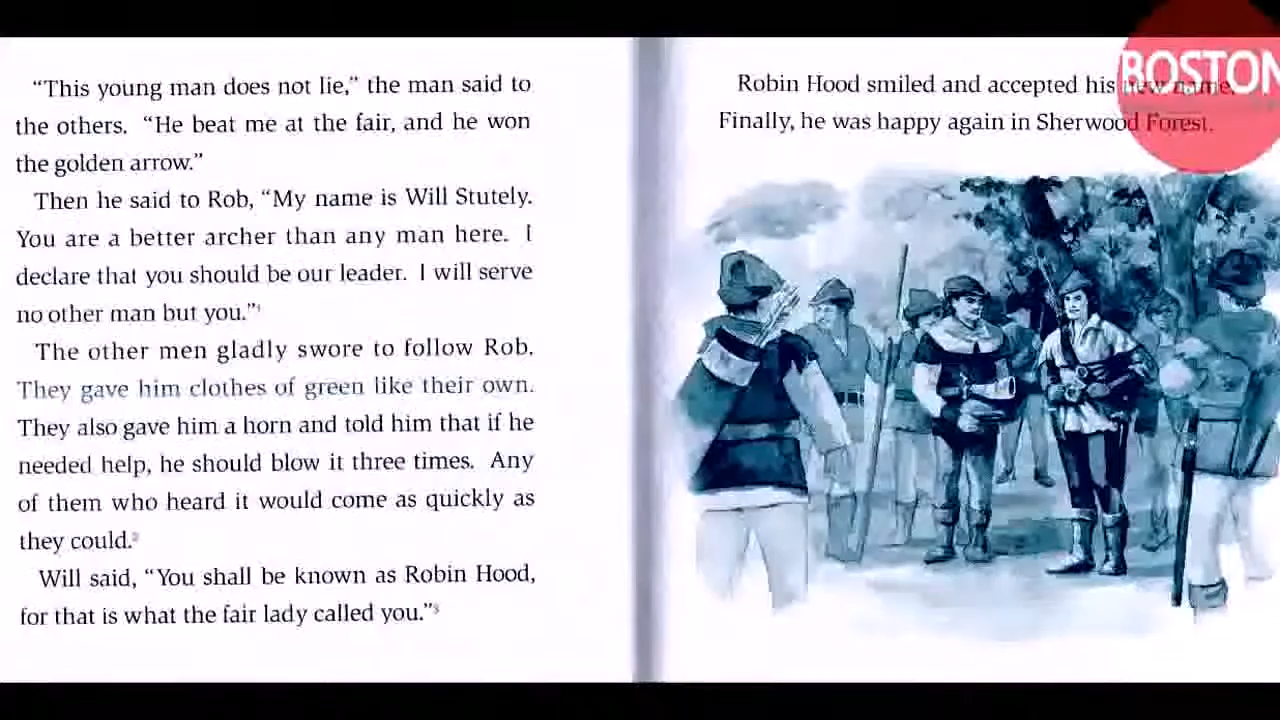 “This young man does not lie,” the man said to
the others. “He beat me at the fair, and he won
the golden arrow.”
Then he said to Rob, “My name is Will Stutely.
You are a better archer than any man here. I
declare that you should be our leader. I will serve
no other man but you.”¹
The other men gladly swore to follow Rob.
They gave him clothes of green like their own.
They also gave him a horn and told him that if he
needed help, he should blow it three times. Any
of them who heard it would come as quickly as
they could.²
Will said, “You shall be known as Robin Hood,
for that is what the fair lady called you.”³
Robin Hood smiled and accepted his new name.
Finally, he was happy again in Sherwood Forest.
BOSTON